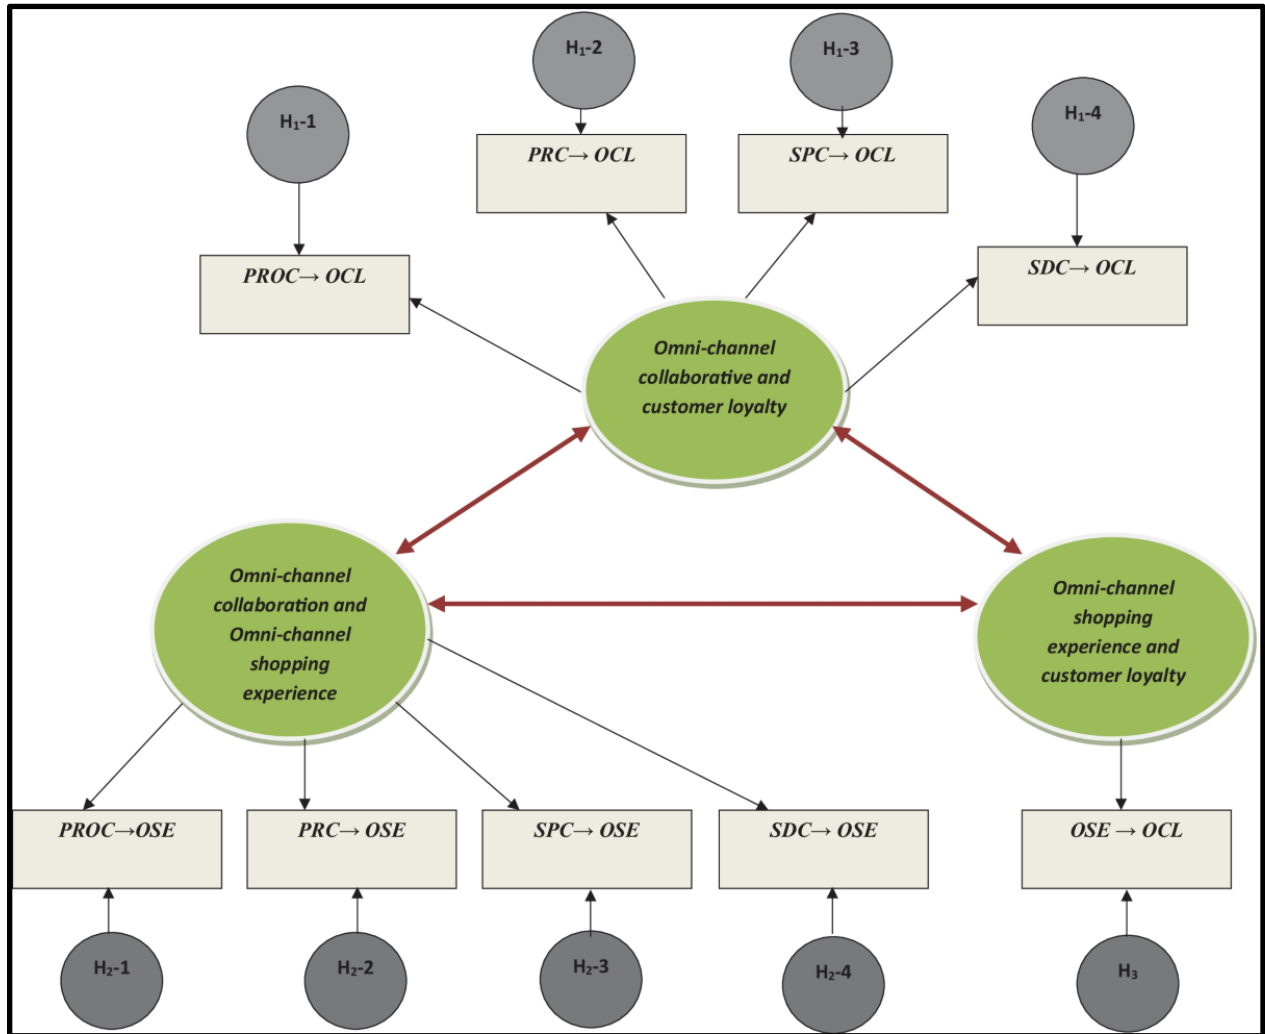 H₁-2
H₁-3
H₁-1
H₁-4
PRC→ OCL
SPC→ OCL
PROC→ OCL
SDC→ OCL
Omni-channel
collaborative and
customer loyalty
Omni-channel
collaboration and
Omni-channel
shopping
experience
Omni-channel
shopping
experience and
customer loyalty
PROC→OSE
PRC→ OSE
SPC→ OSE
SDC→ OSE
OSE → OCL
H₂-1
H₂-2
H₂-3
H₂-4
H₃